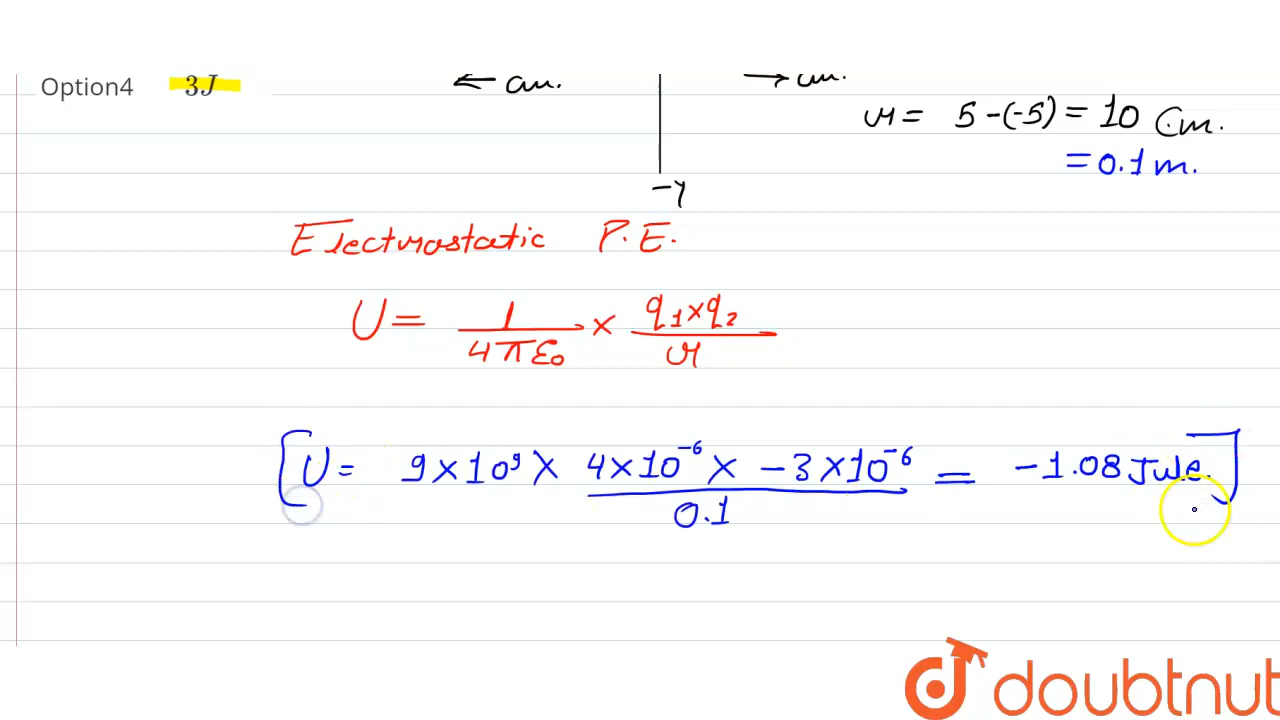 Option4 3J
← cm. → cm.
r = 5-(-5) = 10 cm.
= 0.1 m.
-Y
Electrostatic P.E.
U = 1/4πε₀ × q₁×q₂/r
[U = 9×10⁹ × 4×10⁻⁶ × -3×10⁻⁶/0.1 = -1.08 Jule.]
doubtnut